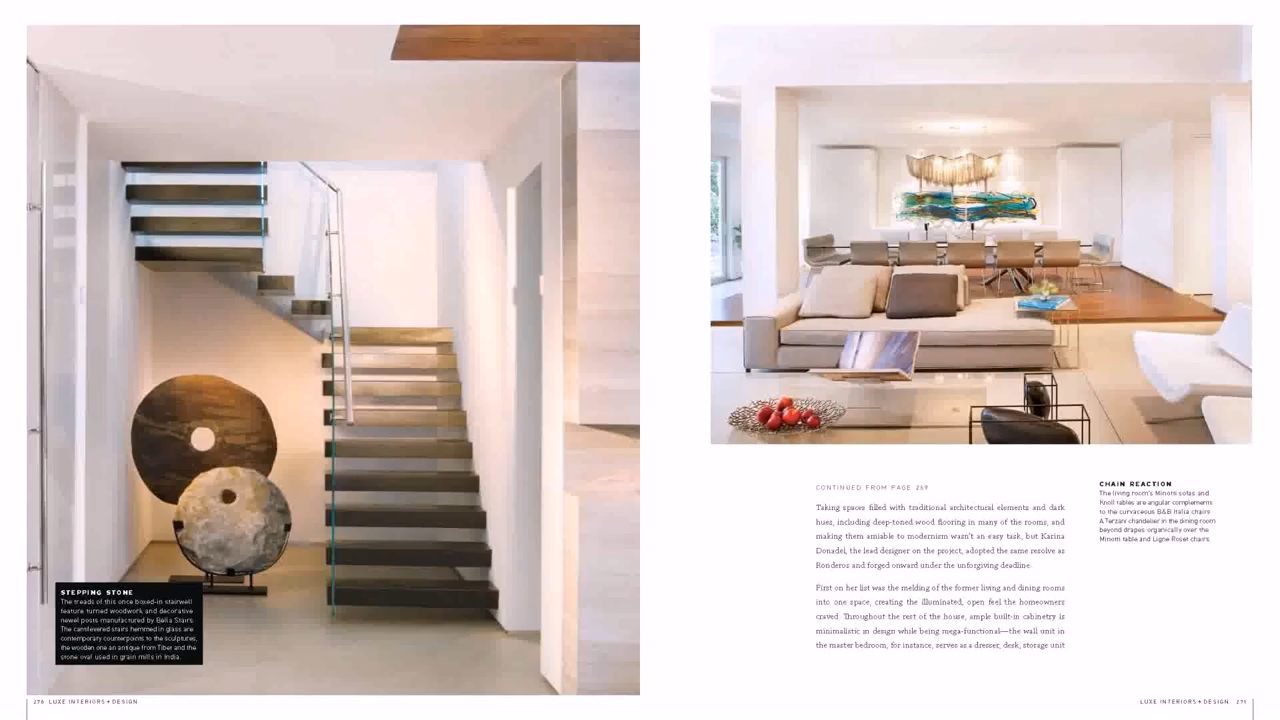 STEPPING STONE
The treads of this once boxed-in stairwell
feature turned woodwork and decorative
newel posts manufactured by Bella Stairs.
The cantilevered stairs hemmed in glass are
contemporary counterpoints to the sculptures,
the wooden one an antique from Tibet and the
stone oval used in grain mills in India.
270 LUXE INTERIORS + DESIGN
CONTINUED FROM PAGE 269
Taking spaces filled with traditional architectural elements and dark
hues, including deep-toned wood flooring in many of the rooms, and
making them amiable to modernism wasn't an easy task, but Karina
Donadel, the lead designer on the project, adopted the same resolve as
Ronderos and forged onward under the unforgiving deadline.
First on her list was the melding of the former living and dining rooms
into one space, creating the illuminated, open feel the homeowners
craved. Throughout the rest of the house, ample built-in cabinetry is
minimalistic in design while being mega-functional—the wall unit in
the master bedroom, for instance, serves as a dresser, desk, storage unit
CHAIN REACTION
The living room's Minotti sofas and
Knoll tables are angular complements
to the curvaceous B&B Italia chairs.
A Terzani chandelier in the dining room
beyond drapes organically over the
Minotti table and Ligne Roset chairs.
LUXE INTERIORS + DESIGN 271